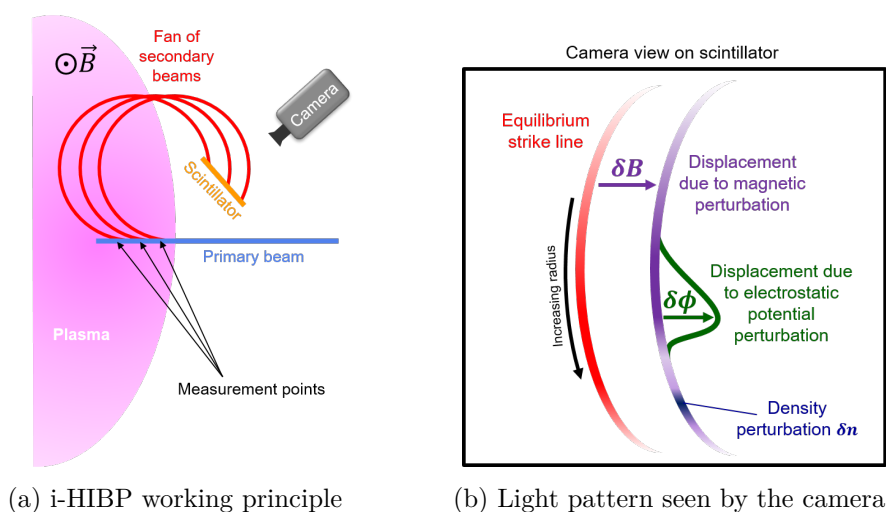 ⊙B⃗
Fan of
secondary
beams
Camera
Scintillator
Primary beam
Plasma
Measurement points
(a) i-HIBP working principle
Camera view on scintillator
Equilibrium
strike line
δB
Displacement
due to magnetic
perturbation
Increasing radius
δϕ
Displacement due
to electrostatic
potential
perturbation
Density
perturbation δn
(b) Light pattern seen by the camera